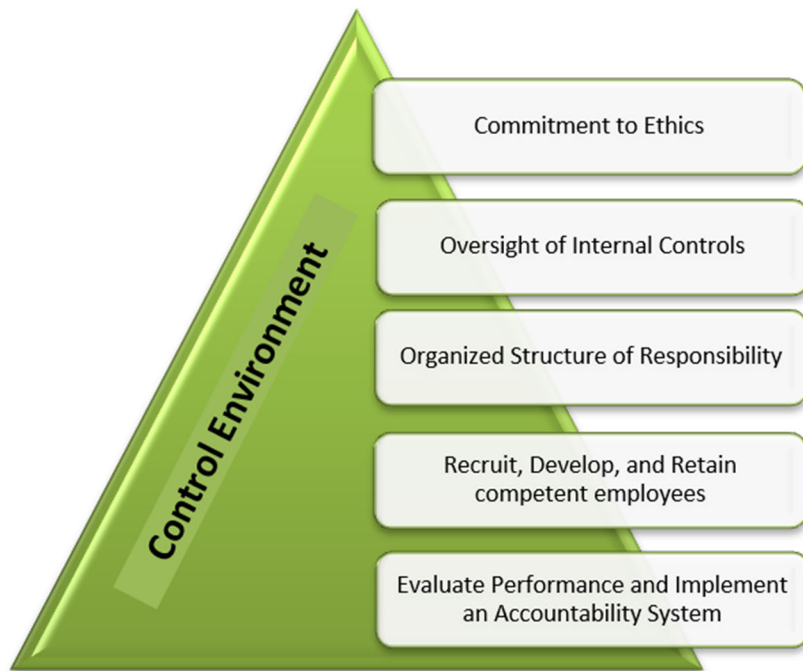 Control Environment
Commitment to Ethics
Oversight of Internal Controls
Organized Structure of Responsibility
Recruit, Develop, and Retain
competent employees
Evaluate Performance and Implement
an Accountability System